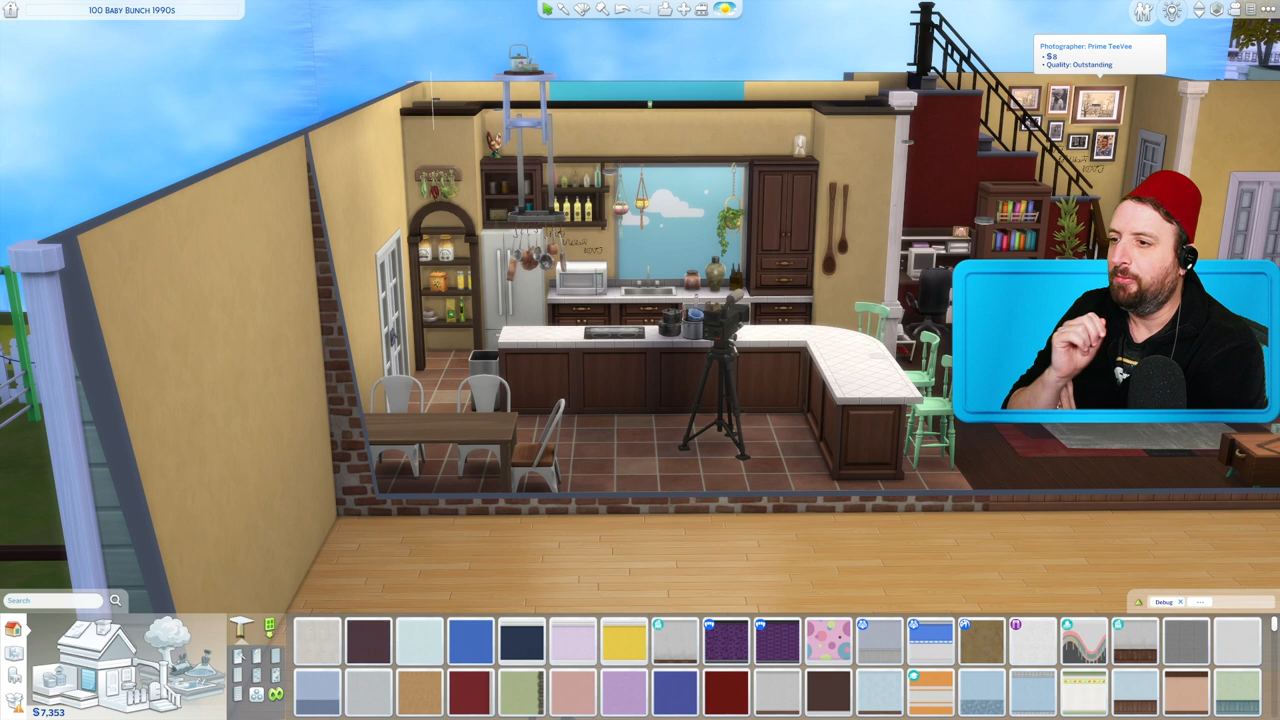 100 Baby Bunch 1990s
Photographer: Prime TeeVee
• $8
• Quality: Outstanding
Search
Debug
$7,353